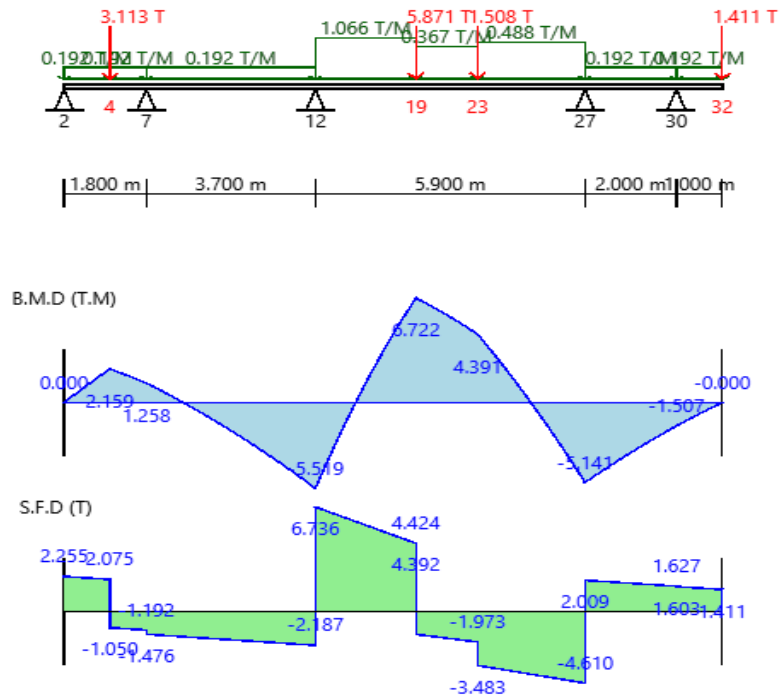 3.113 T 5.871 T 1.508 T 1.411 T
1.066 T/M
0.367 T/M 0.488 T/M
0.192 T/M 0.192 T/M 0.192 T/M 0.192 T/M 0.192 T/M
2 4 7 12 19 23 27 30 32
1.800 m 3.700 m 5.900 m 2.000 m 1.000 m
B.M.D (T.M)
0.000 2.159 1.258 -5.519 6.722 4.391 -5.141 -1.507 -0.000
S.F.D (T)
2.255 2.075 -1.050 -1.192 -1.476 -2.187 6.736 4.424 4.392 -1.973 -3.483 -4.610 2.009 1.627 1.603 1.411